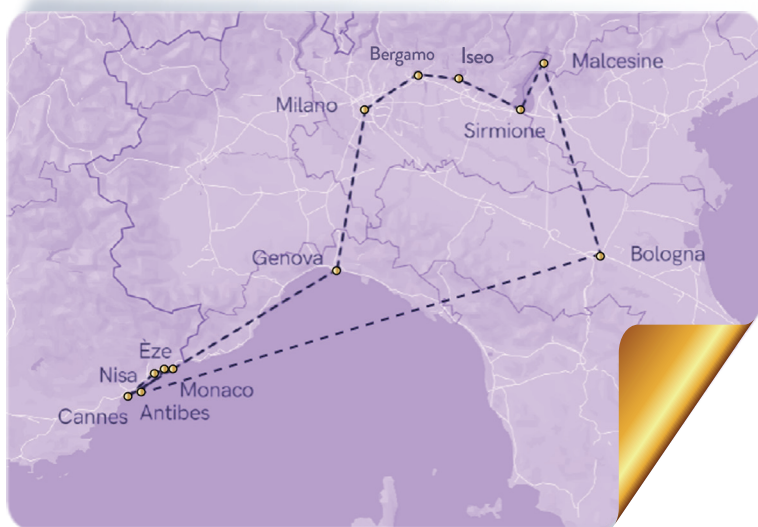 Bergamo
Iseo
Malcesine
Milano
Sirmione
Genova
Bologna
Èze
Nisa
Monaco
Cannes
Antibes